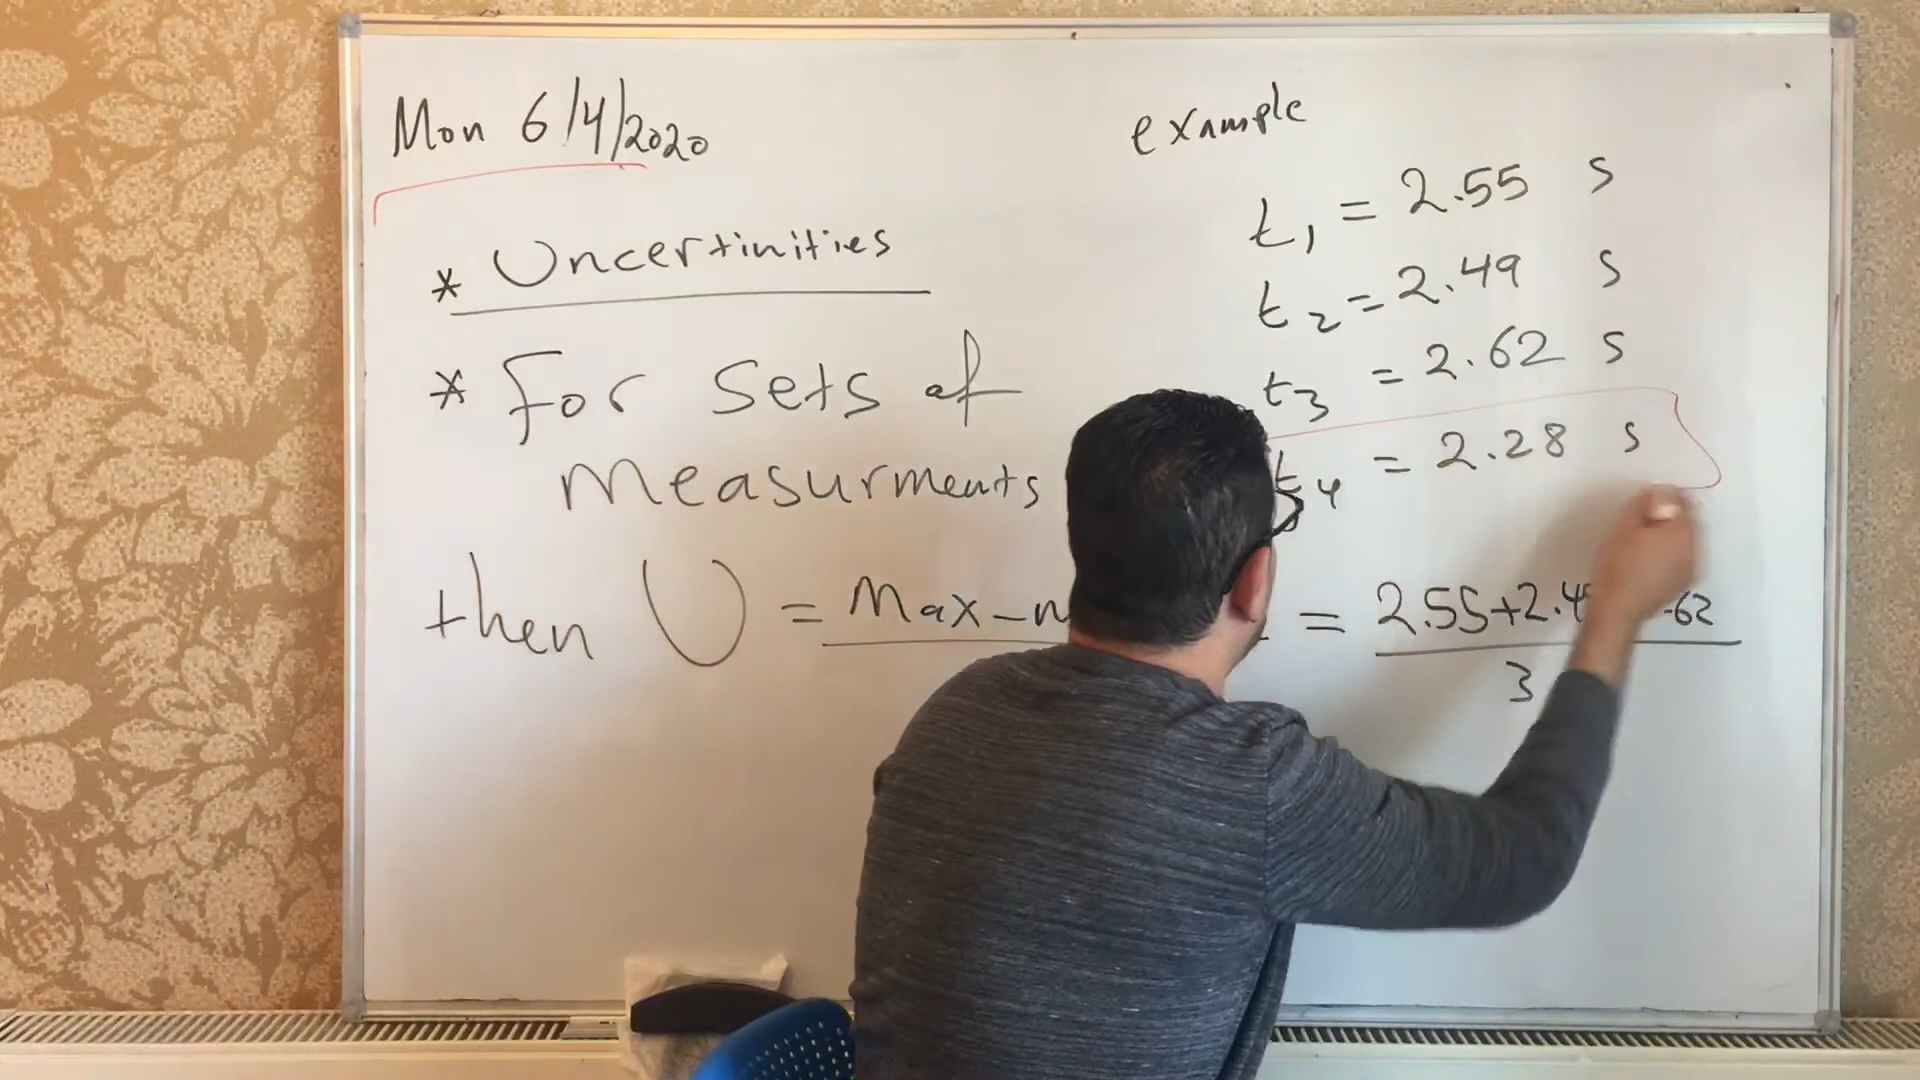 Mon 6/4/2020
* Uncertinities
* For sets of
measurments
then U = Max -
example
t1 = 2.55 s
t2 = 2.49 s
t3 = 2.62 s
t4 = 2.28 s
= 2.55+2.4 62
3